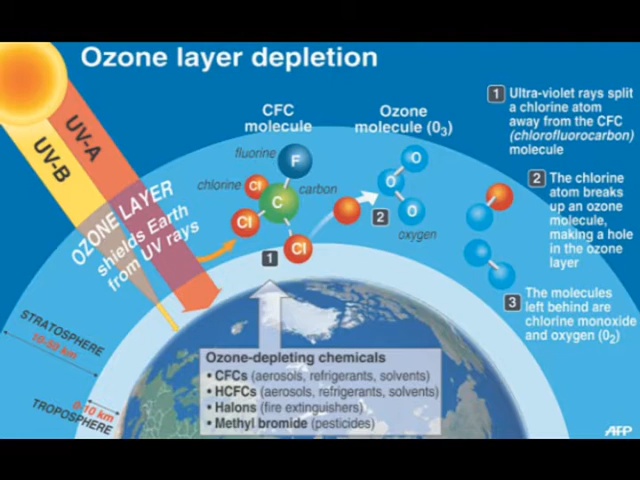 Ozone layer depletion
UV-A
UV-B
OZONE LAYER
shields Earth
from UV rays
STRATOSPHERE
10-50 km
TROPOSPHERE
0-10 km
CFC
molecule
fluorine
F
chlorine
Cl
carbon
C
Cl
Cl
1
Ozone
molecule (0₃)
O
O
O
2
oxygen
1 Ultra-violet rays split
a chlorine atom
away from the CFC
(chlorofluorocarbon)
molecule
2 The chlorine
atom breaks
up an ozone
molecule,
making a hole
in the ozone
layer
3 The molecules
left behind are
chlorine monoxide
and oxygen (0₂)
Ozone-depleting chemicals
• CFCs (aerosols, refrigerants, solvents)
• HCFCs (aerosols, refrigerants, solvents)
• Halons (fire extinguishers)
• Methyl bromide (pesticides)
AFP